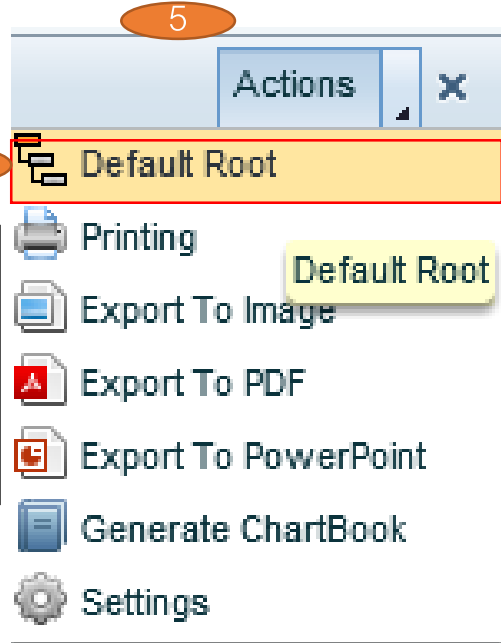 5
Actions
Default Root
Printing
Default Root
Export To Image
Export To PDF
Export To PowerPoint
Generate ChartBook
Settings